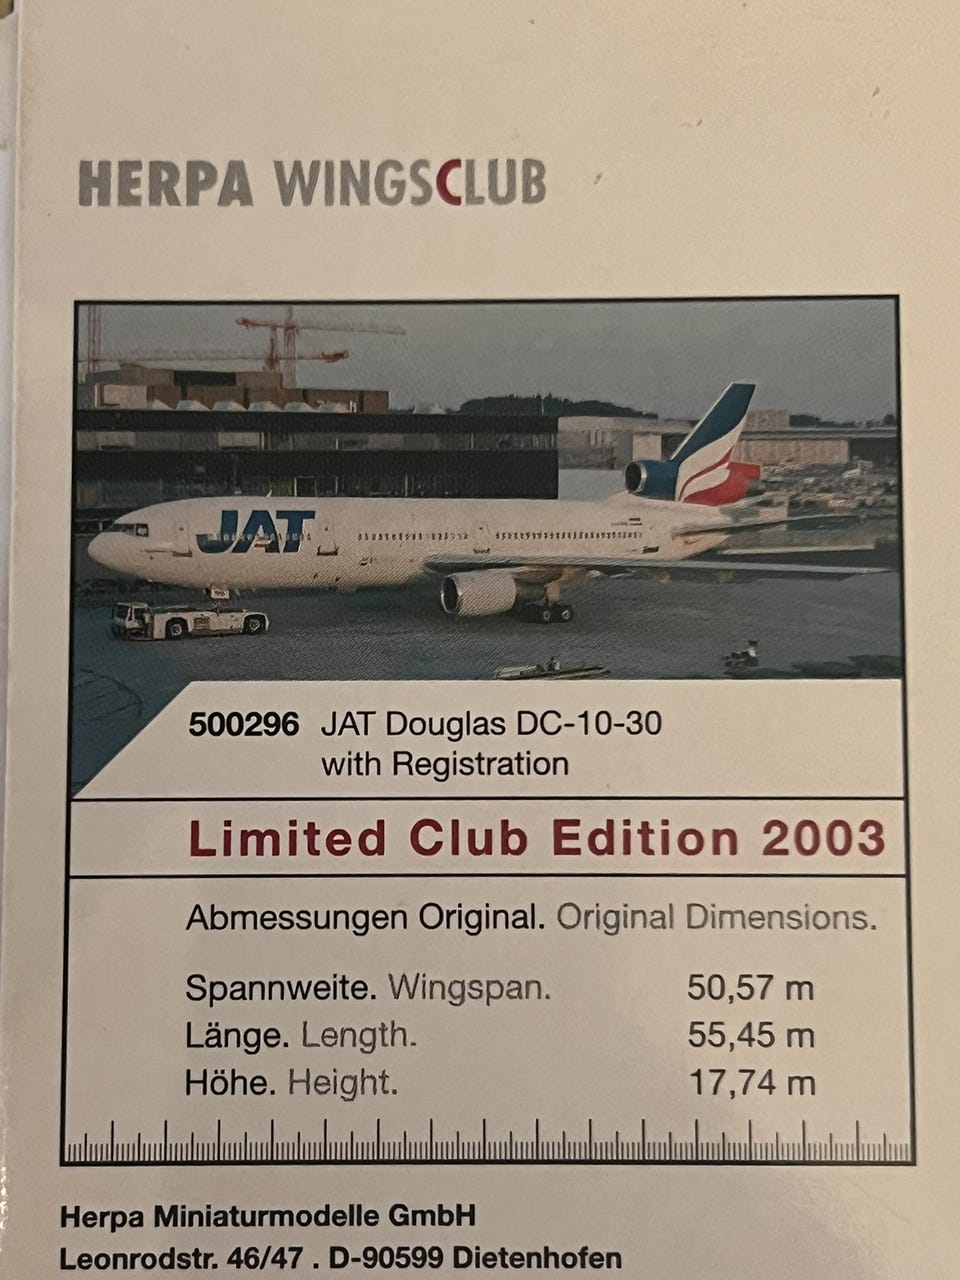 HERPA WINGSCLUB
JAT
500296 JAT Douglas DC-10-30
with Registration
Limited Club Edition 2003
Abmessungen Original. Original Dimensions.
Spannweite. Wingspan. 50,57 m
Länge. Length. 55,45 m
Höhe. Height. 17,74 m
Herpa Miniaturmodelle GmbH
Leonrodstr. 46/47 . D-90599 Dietenhofen